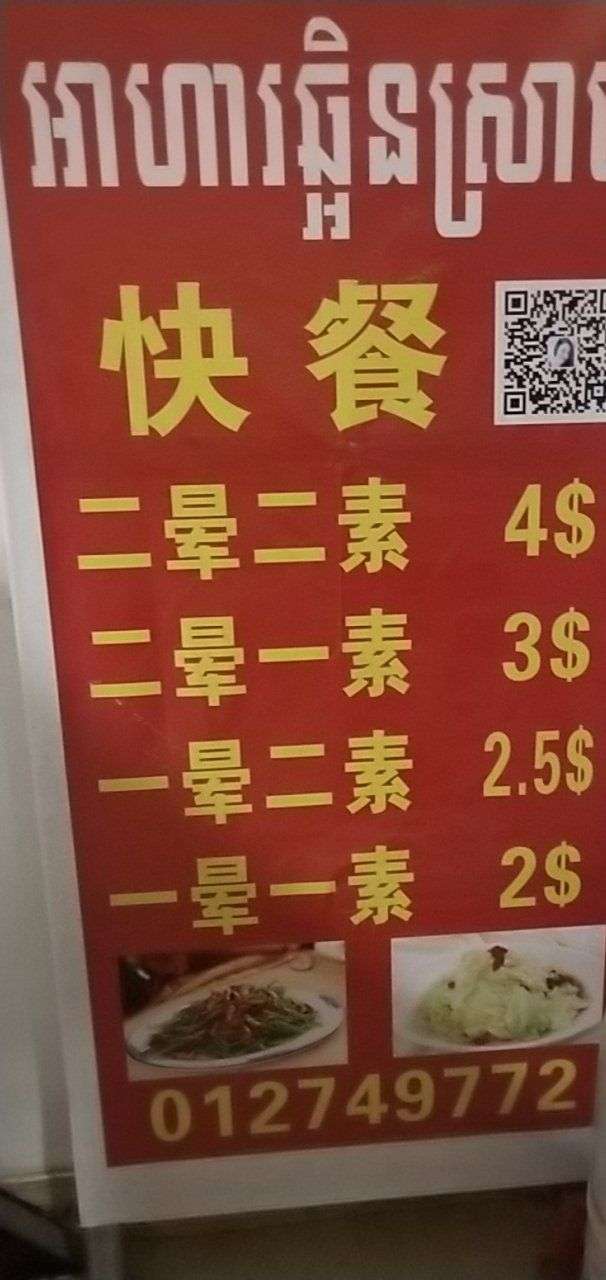 អាហារឆ្អិនស្រាប
快餐
二晕二素 4$
二晕一素 3$
一晕二素 2.5$
一晕一素 2$
012749772